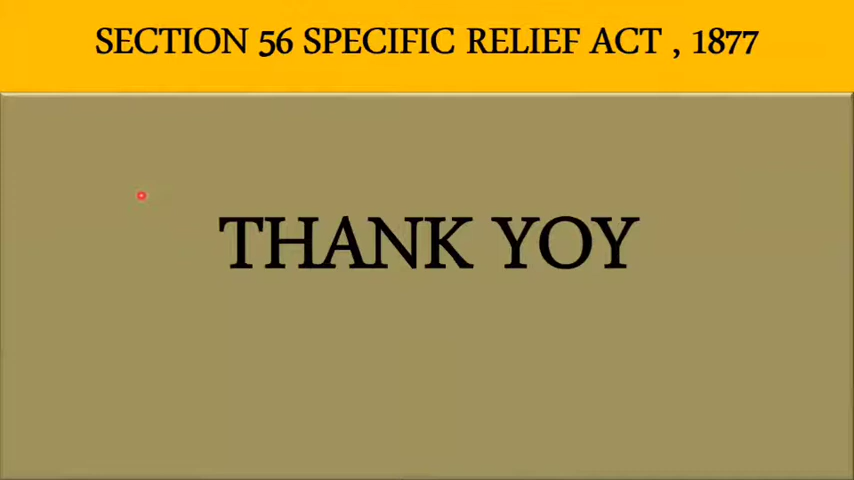 SECTION 56 SPECIFIC RELIEF ACT , 1877
THANK YOY